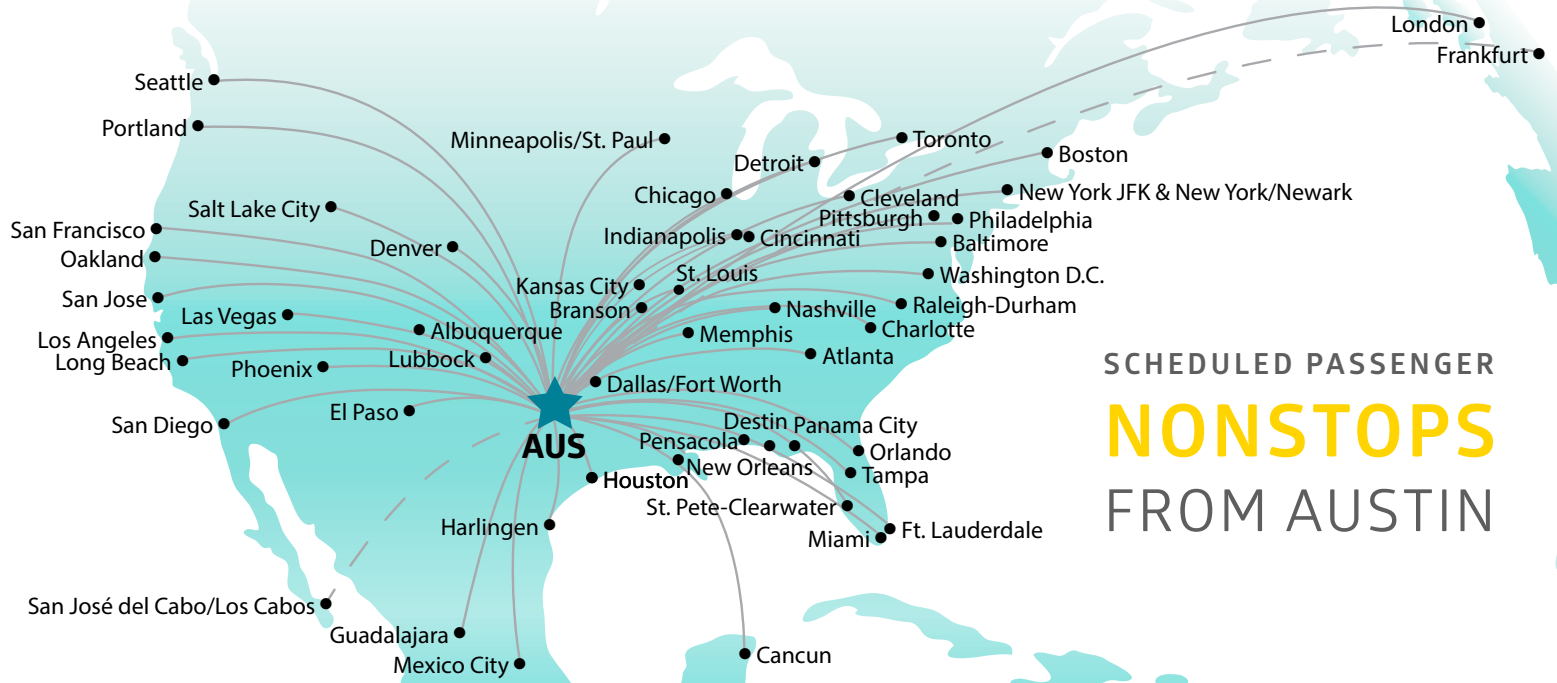 London
Frankfurt
Seattle
Portland
Minneapolis/St. Paul
Toronto
Detroit
Boston
Chicago
Cleveland
New York JFK & New York/Newark
Salt Lake City
Pittsburgh
Philadelphia
San Francisco
Denver
Indianapolis
Cincinnati
Baltimore
Oakland
St. Louis
Washington D.C.
Kansas City
San Jose
Branson
Nashville
Raleigh-Durham
Las Vegas
Albuquerque
Memphis
Charlotte
Los Angeles
Long Beach
Lubbock
Atlanta
Phoenix
Dallas/Fort Worth
El Paso
San Diego
AUS
Destin
Panama City
Pensacola
Orlando
New Orleans
Tampa
Houston
St. Pete-Clearwater
Harlingen
Ft. Lauderdale
Miami
San José del Cabo/Los Cabos
Guadalajara
Mexico City
Cancun
SCHEDULED PASSENGER
NONSTOPS
FROM AUSTIN